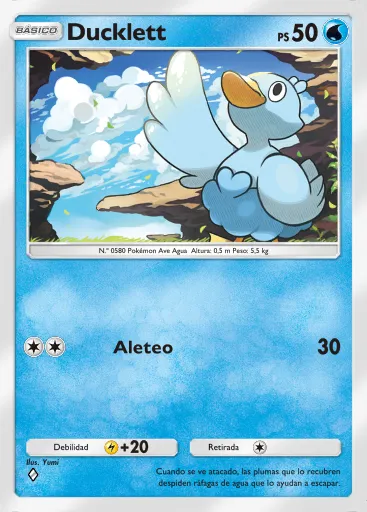 BÁSICO Ducklett PS 50
N.º 0580 Pokémon Ave Agua Altura: 0,5 m Peso: 5,5 kg
Aleteo 30
Debilidad +20 Retirada
Ilus. Yumi
Cuando se ve atacado, las plumas que lo recubren
despiden ráfagas de agua que lo ayudan a escapar.